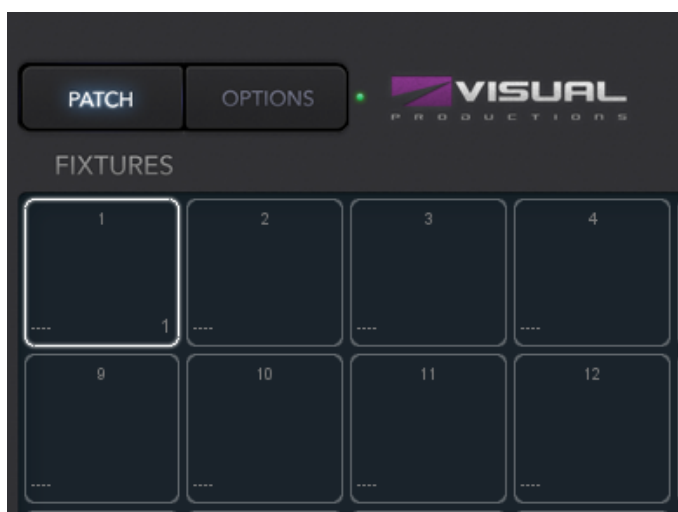 PATCH OPTIONS VISUAL
PRODUCTIONS
FIXTURES
1 2 3 4
---- 1 ---- ---- ----
9 10 11 12
---- ---- ---- ----